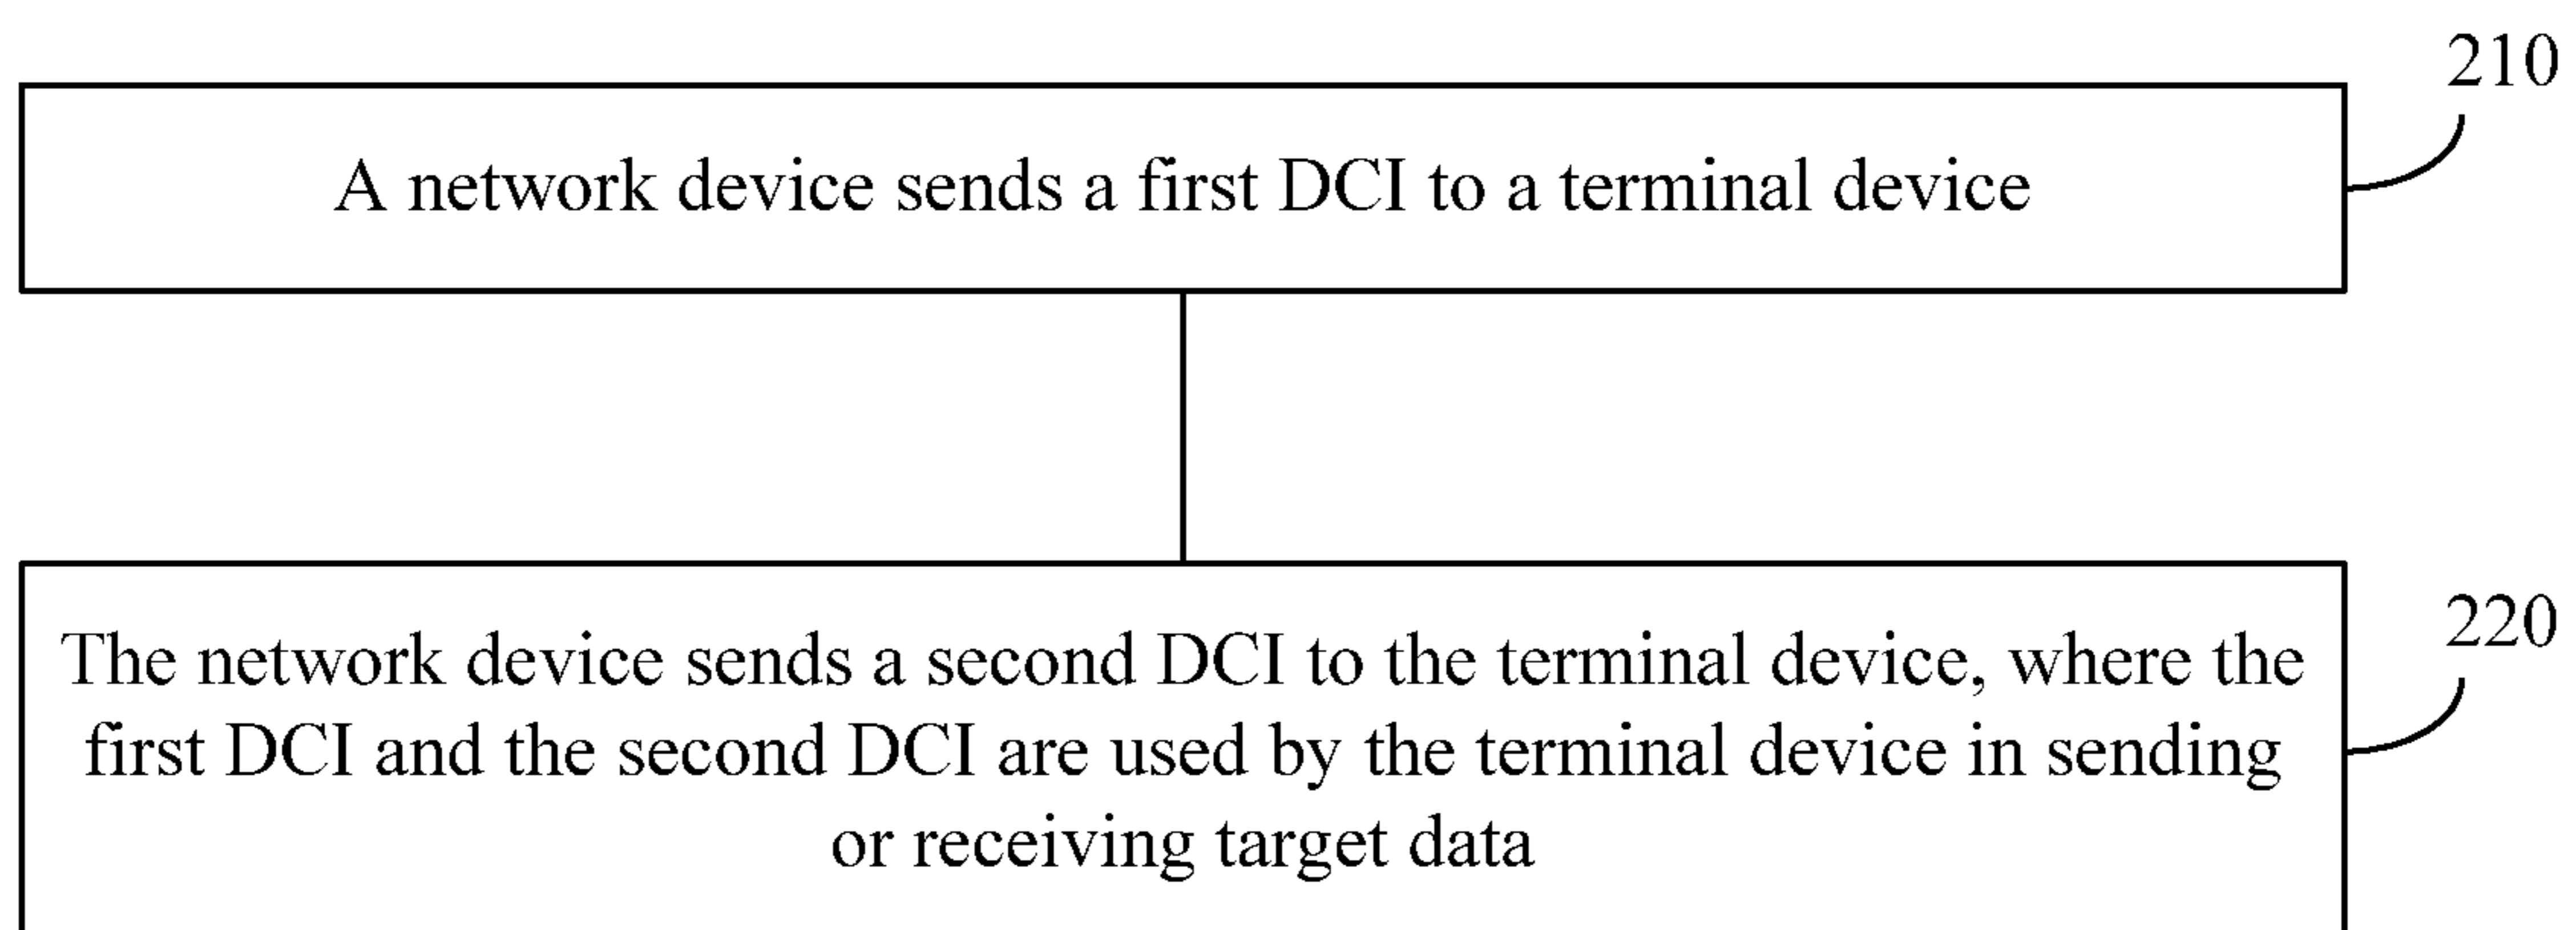 210
A network device sends a first DCI to a terminal device
220
The network device sends a second DCI to the terminal device, where the
first DCI and the second DCI are used by the terminal device in sending
or receiving target data